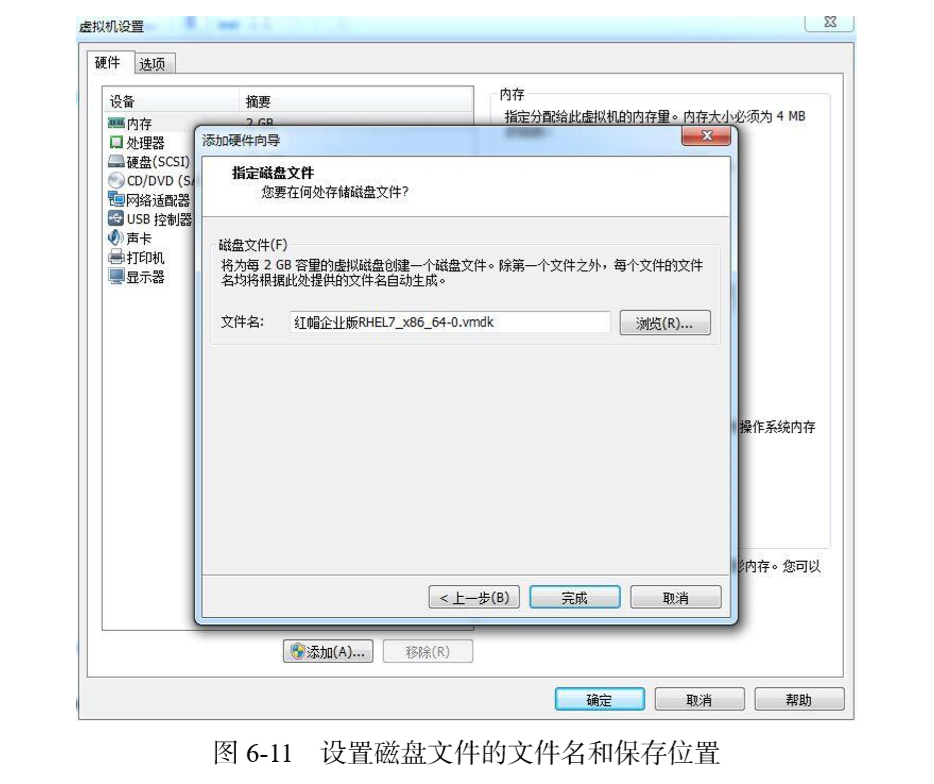 虚拟机设置
硬件
选项
设备
摘要
内存
2 GB
处理器
硬盘(SCSI)
CD/DVD (SA
网络适配器
USB 控制器
声卡
打印机
显示器
内存
指定分配给此虚拟机的内存量。内存大小必须为 4 MB
添加硬件向导
指定磁盘文件
您要在何处存储磁盘文件?
磁盘文件(F)
将为每 2 GB 容量的虚拟磁盘创建一个磁盘文件。除第一个文件之外，每个文件的文件
名均将根据此处提供的文件名自动生成。
文件名:
红帽企业版RHEL7_x86_64-0.vmdk
浏览(R)...
操作系统内存
内存。您可以
< 上一步(B)
完成
取消
添加(A)...
移除(R)
确定
取消
帮助
图 6-11 设置磁盘文件的文件名和保存位置